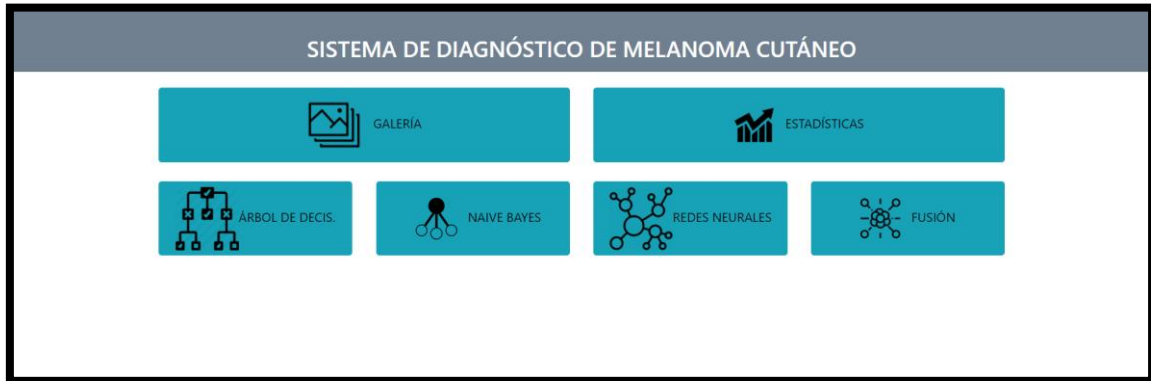 SISTEMA DE DIAGNÓSTICO DE MELANOMA CUTÁNEO
GALERÍA
ESTADÍSTICAS
ÁRBOL DE DECIS.
NAIVE BAYES
REDES NEURALES
FUSIÓN